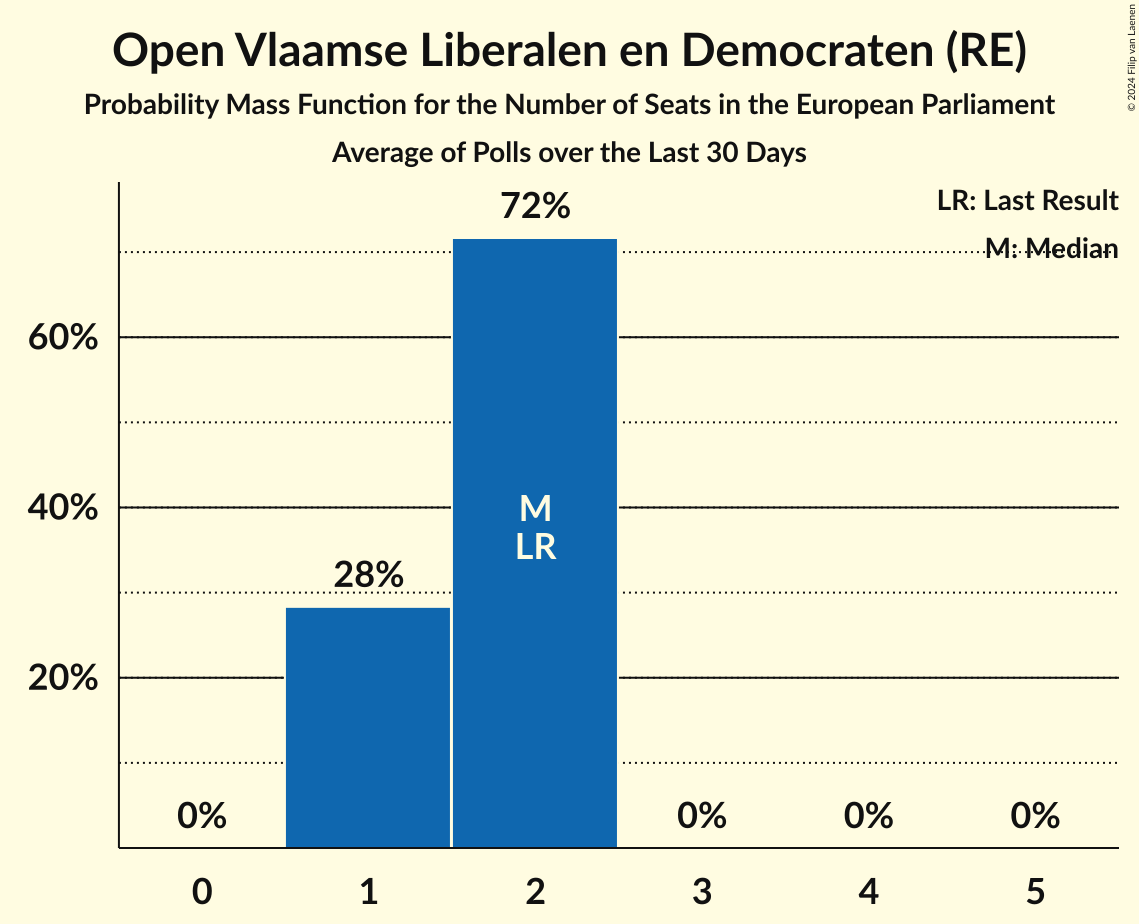 Open Vlaamse Liberalen en Democraten (RE)
Probability Mass Function for the Number of Seats in the European Parliament
Average of Polls over the Last 30 Days
© 2024 Filip van Laenen
LR: Last Result
M: Median
72%
60%
40%
M
LR
28%
20%
0%
0%
0%
0%
0
1
2
3
4
5